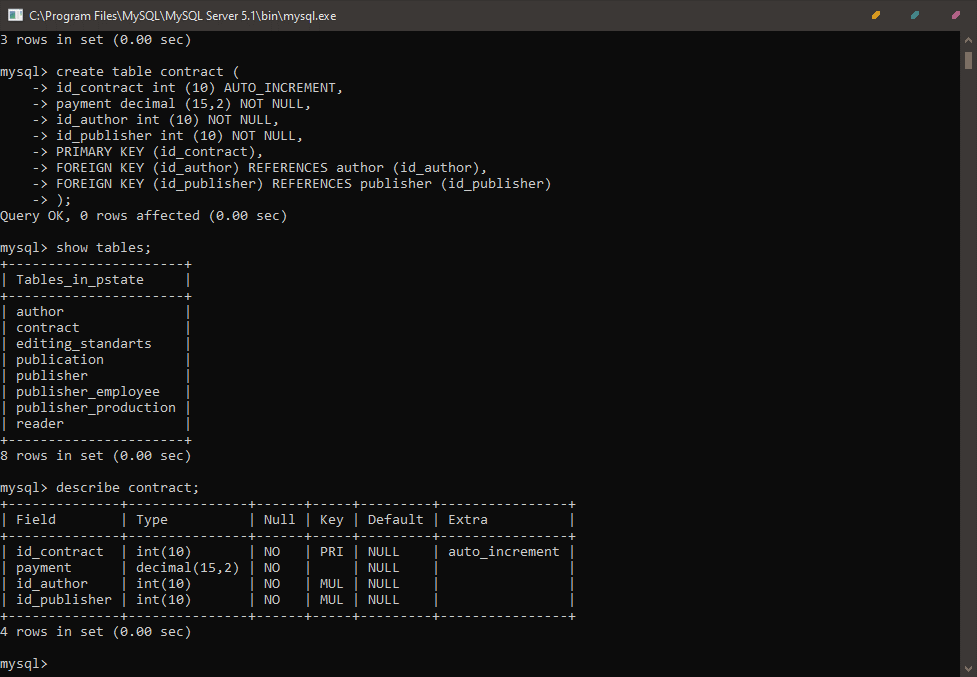 C:\Program Files\MySQL\MySQL Server 5.1\bin\mysql.exe
3 rows in set (0.00 sec)

mysql> create table contract (
    -> id_contract int (10) AUTO_INCREMENT,
    -> payment decimal (15,2) NOT NULL,
    -> id_author int (10) NOT NULL,
    -> id_publisher int (10) NOT NULL,
    -> PRIMARY KEY (id_contract),
    -> FOREIGN KEY (id_author) REFERENCES author (id_author),
    -> FOREIGN KEY (id_publisher) REFERENCES publisher (id_publisher)
    -> );
Query OK, 0 rows affected (0.00 sec)

mysql> show tables;
+----------------------+
| Tables_in_pstate     |
+----------------------+
| author               |
| contract             |
| editing_standarts    |
| publication          |
| publisher            |
| publisher_employee   |
| publisher_production |
| reader               |
+----------------------+
8 rows in set (0.00 sec)

mysql> describe contract;
+--------------+---------------+------+-----+---------+----------------+
| Field        | Type          | Null | Key | Default | Extra          |
+--------------+---------------+------+-----+---------+----------------+
| id_contract  | int(10)       | NO   | PRI | NULL    | auto_increment |
| payment      | decimal(15,2) | NO   |     | NULL    |                |
| id_author    | int(10)       | NO   | MUL | NULL    |                |
| id_publisher | int(10)       | NO   | MUL | NULL    |                |
+--------------+---------------+------+-----+---------+----------------+
4 rows in set (0.00 sec)

mysql>